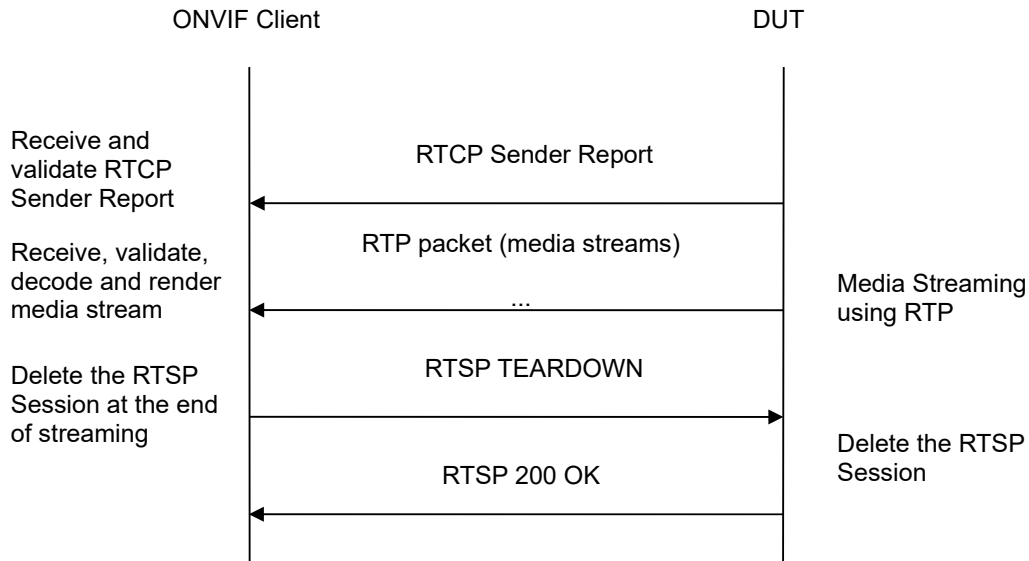 ONVIF Client
DUT
Receive and
validate RTCP
Sender Report
RTCP Sender Report
Receive, validate,
decode and render
media stream
RTP packet (media streams)
...
Media Streaming
using RTP
Delete the RTSP
Session at the end
of streaming
RTSP TEARDOWN
Delete the RTSP
Session
RTSP 200 OK